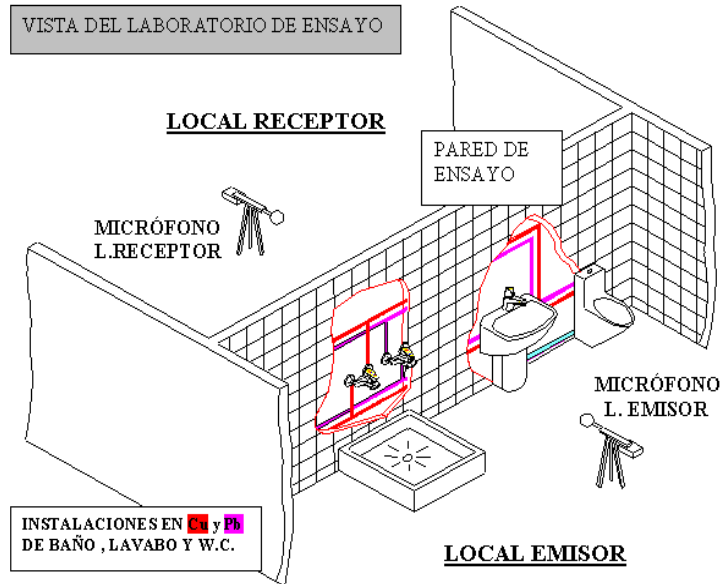 VISTA DEL LABORATORIO DE ENSAYO
LOCAL RECEPTOR
PARED DE
ENSAYO
MICRÓFONO
L.RECEPTOR
MICRÓFONO
L. EMISOR
INSTALACIONES EN Cu y Pb
DE BAÑO , LAVABO Y W.C.
LOCAL EMISOR